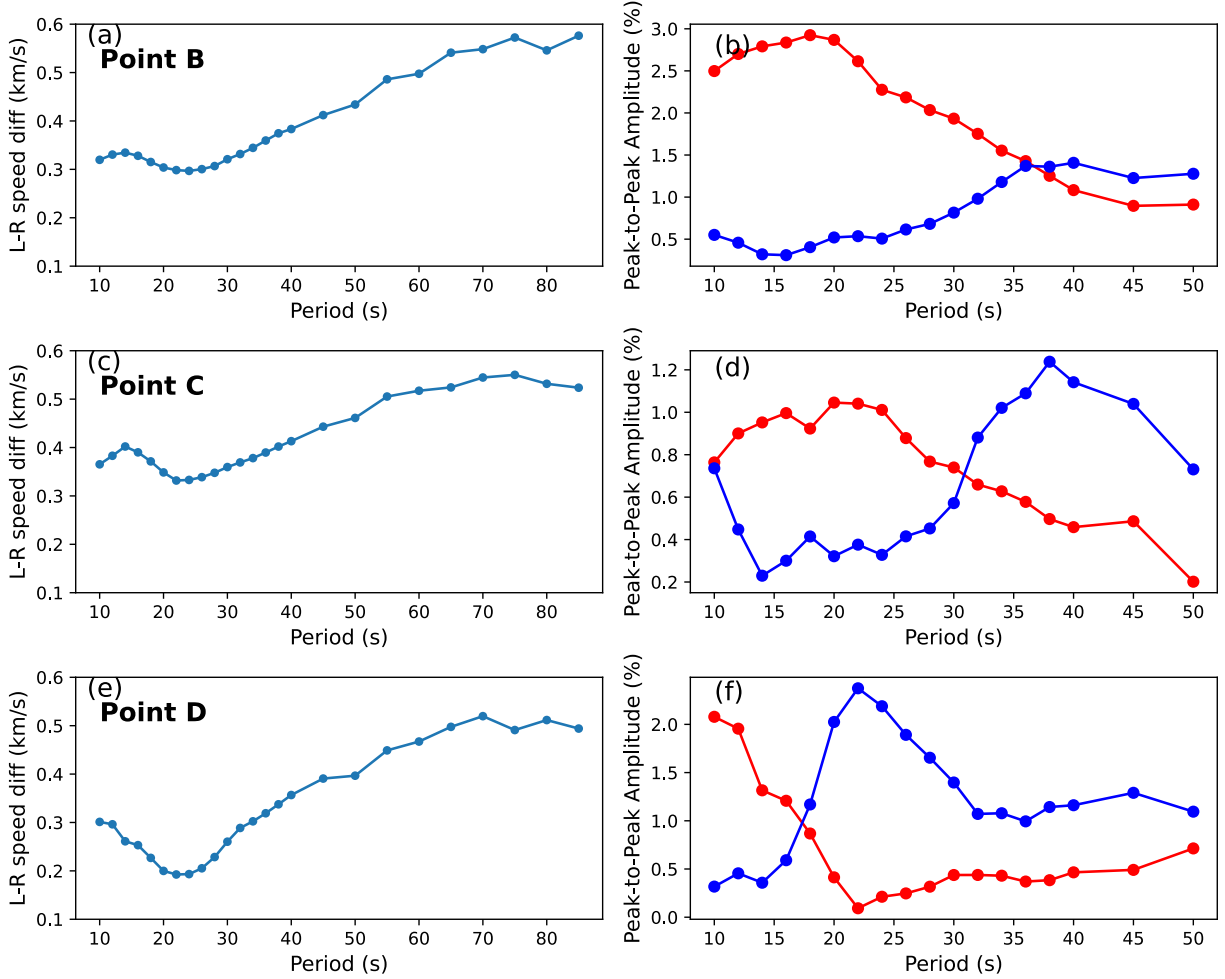 (a)
Point B
L-R speed diff (km/s)
0.6
0.5
0.4
0.3
0.2
0.1
10 20 30 40 50 60 70 80
Period (s)
(b)
Peak-to-Peak Amplitude (%)
3.0
2.5
2.0
1.5
1.0
0.5
10 15 20 25 30 35 40 45 50
Period (s)
(c)
Point C
L-R speed diff (km/s)
0.6
0.5
0.4
0.3
0.2
0.1
10 20 30 40 50 60 70 80
Period (s)
(d)
Peak-to-Peak Amplitude (%)
1.2
1.0
0.8
0.6
0.4
0.2
10 15 20 25 30 35 40 45 50
Period (s)
(e)
Point D
L-R speed diff (km/s)
0.6
0.5
0.4
0.3
0.2
0.1
10 20 30 40 50 60 70 80
Period (s)
(f)
Peak-to-Peak Amplitude (%)
2.0
1.5
1.0
0.5
0.0
10 15 20 25 30 35 40 45 50
Period (s)